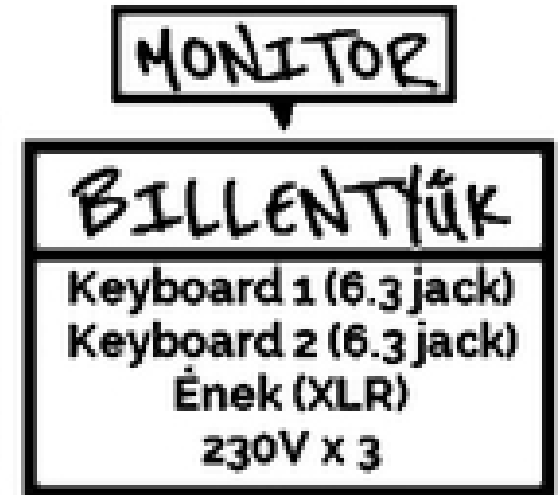 MONITOR
BILLENTYŰK
Keyboard 1 (6.3 jack)
Keyboard 2 (6.3 jack)
Ének (XLR)
230V x 3